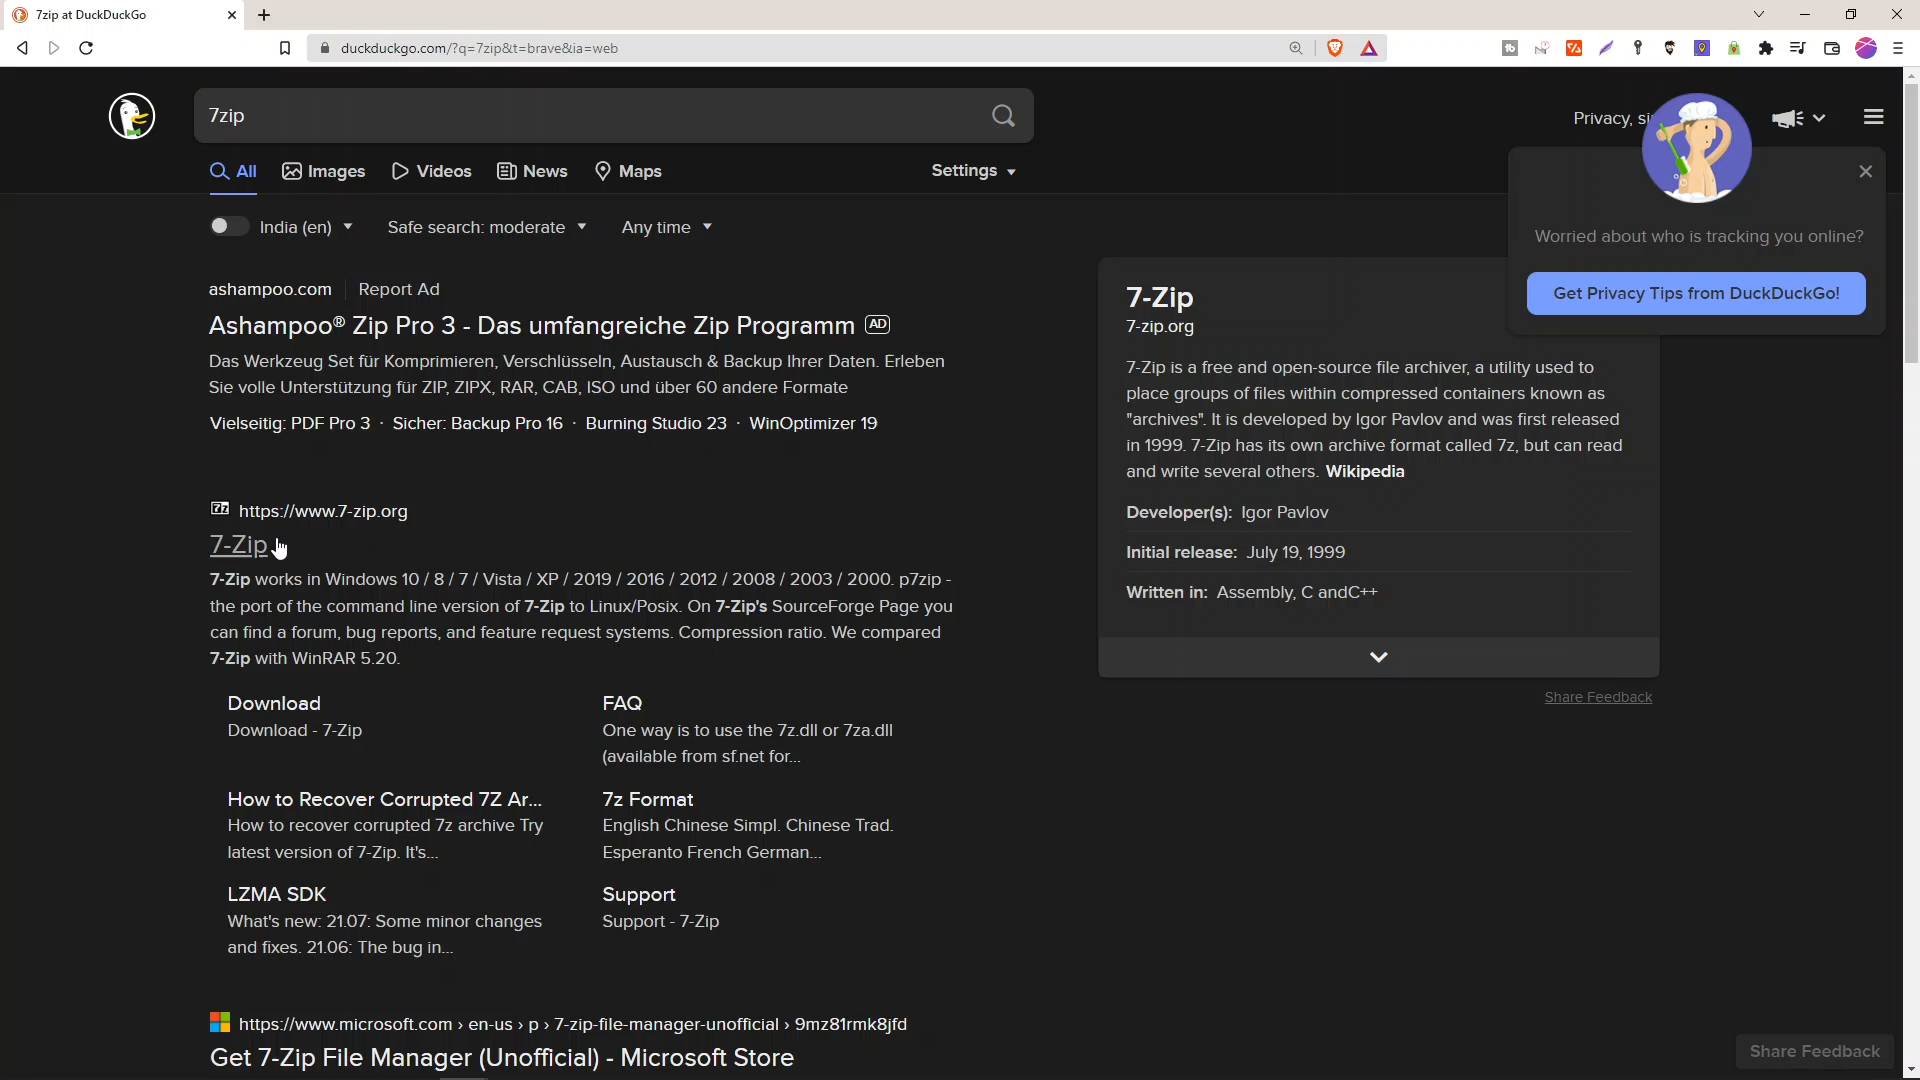 7zip at DuckDuckGo
duckduckgo.com/?q=7zip&t=brave&ia=web
7zip
Privacy, si
All Images Videos News Maps Settings
India (en) Safe search: moderate Any time
Worried about who is tracking you online?
Get Privacy Tips from DuckDuckGo!
ashampoo.com Report Ad
Ashampoo® Zip Pro 3 - Das umfangreiche Zip Programm AD
Das Werkzeug Set für Komprimieren, Verschlüsseln, Austausch & Backup Ihrer Daten. Erleben
Sie volle Unterstützung für ZIP, ZIPX, RAR, CAB, ISO und über 60 andere Formate
Vielseitig: PDF Pro 3 · Sicher: Backup Pro 16 · Burning Studio 23 · WinOptimizer 19
7z https://www.7-zip.org
7-Zip
7-Zip works in Windows 10 / 8 / 7 / Vista / XP / 2019 / 2016 / 2012 / 2008 / 2003 / 2000. p7zip -
the port of the command line version of 7-Zip to Linux/Posix. On 7-Zip's SourceForge Page you
can find a forum, bug reports, and feature request systems. Compression ratio. We compared
7-Zip with WinRAR 5.20.
Download
Download - 7-Zip
FAQ
One way is to use the 7z.dll or 7za.dll
(available from sf.net for...
How to Recover Corrupted 7Z Ar...
How to recover corrupted 7z archive Try
latest version of 7-Zip. It's...
7z Format
English Chinese Simpl. Chinese Trad.
Esperanto French German...
LZMA SDK
What's new: 21.07: Some minor changes
and fixes. 21.06: The bug in...
Support
Support - 7-Zip
https://www.microsoft.com › en-us › p › 7-zip-file-manager-unofficial › 9mz81rmk8jfd
Get 7-Zip File Manager (Unofficial) - Microsoft Store
7-Zip
7-zip.org
7-Zip is a free and open-source file archiver, a utility used to
place groups of files within compressed containers known as
"archives". It is developed by Igor Pavlov and was first released
in 1999. 7-Zip has its own archive format called 7z, but can read
and write several others. Wikipedia
Developer(s): Igor Pavlov
Initial release: July 19, 1999
Written in: Assembly, C andC++
Share Feedback
Share Feedback